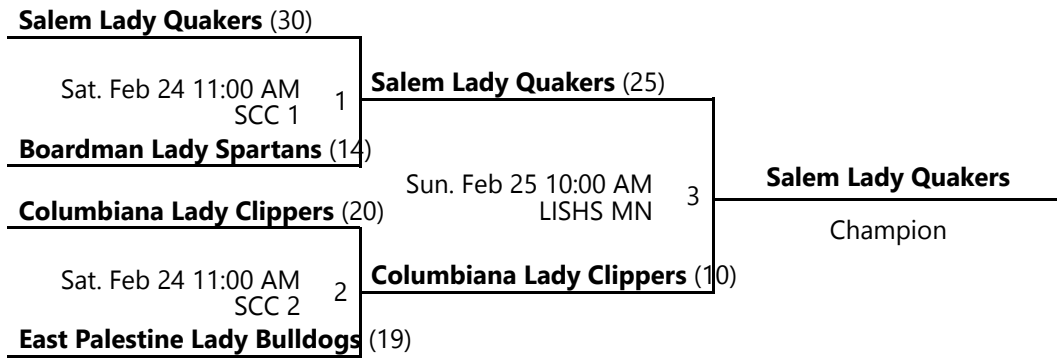 Salem Lady Quakers (30)
Sat. Feb 24 11:00 AM
SCC 1
1
Boardman Lady Spartans (14)
Salem Lady Quakers (25)
Columbiana Lady Clippers (20)
Sat. Feb 24 11:00 AM
SCC 2
2
East Palestine Lady Bulldogs (19)
Sun. Feb 25 10:00 AM
LISHS MN
3
Columbiana Lady Clippers (10)
Salem Lady Quakers
Champion